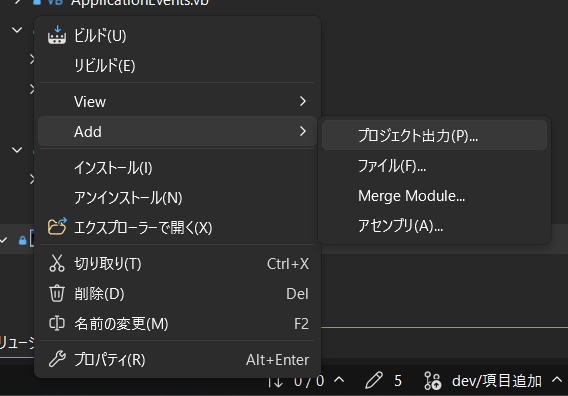 ApplicationEvents.vb
ビルド(U)
リビルド(E)
View
Add
プロジェクト出力(P)...
ファイル(F)...
Merge Module...
アセンブリ(A)...
インストール(I)
アンインストール(N)
エクスプローラーで開く(X)
切り取り(T) Ctrl+X
削除(D) Del
名前の変更(M) F2
プロパティ(R) Alt+Enter
リューシ
0 / 0 5 dev/項目追加